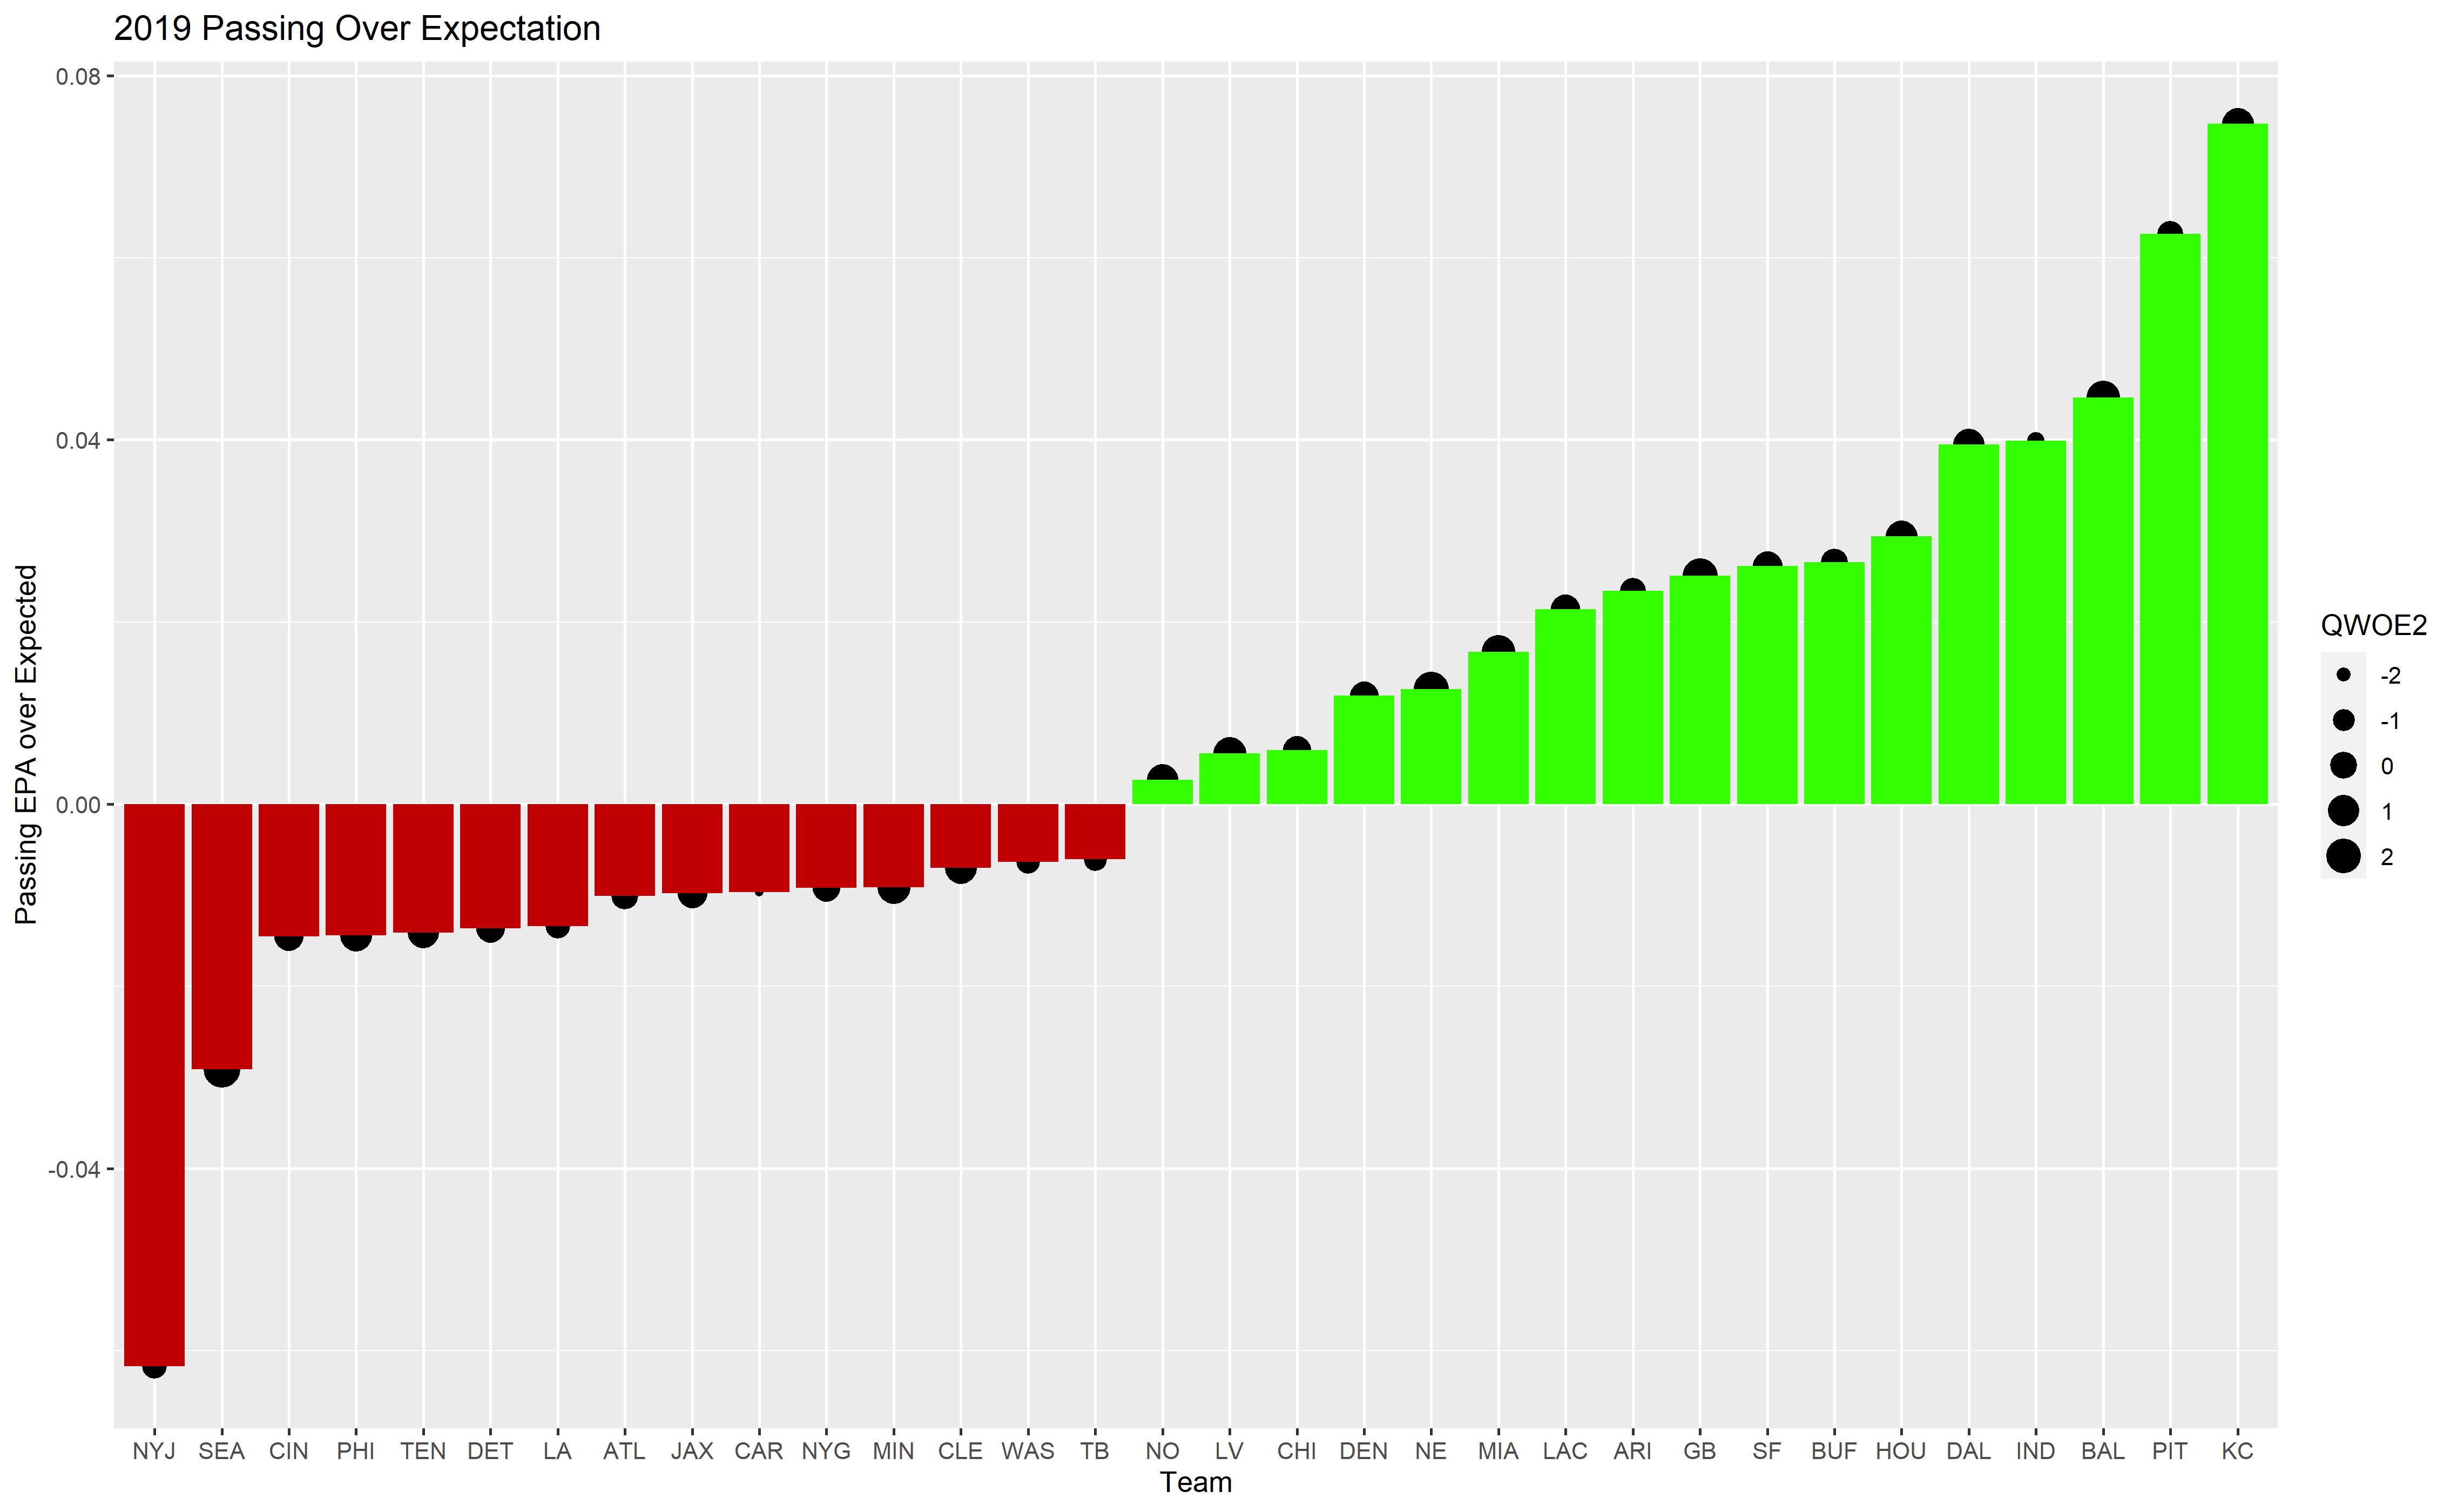 2019 Passing Over Expectation
0.08
0.04
0.00
-0.04
Passing EPA over Expected
NYJ SEA CIN PHI TEN DET LA ATL JAX CAR NYG MIN CLE WAS TB NO LV CHI DEN NE MIA LAC ARI GB SF BUF HOU DAL IND BAL PIT KC
Team
QWOE2
-2
-1
0
1
2